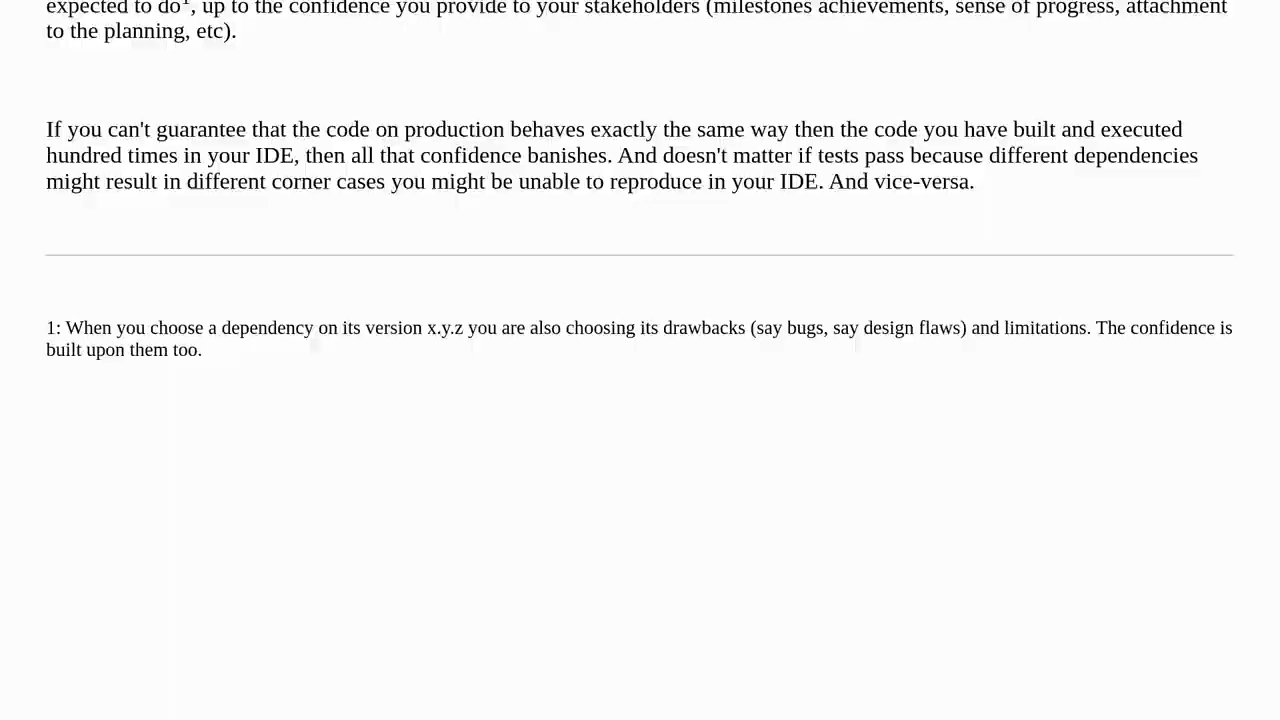 expected to do¹, up to the confidence you provide to your stakeholders (milestones achievements, sense of progress, attachment
to the planning, etc).
If you can't guarantee that the code on production behaves exactly the same way then the code you have built and executed
hundred times in your IDE, then all that confidence banishes. And doesn't matter if tests pass because different dependencies
might result in different corner cases you might be unable to reproduce in your IDE. And vice-versa.
1: When you choose a dependency on its version x.y.z you are also choosing its drawbacks (say bugs, say design flaws) and limitations. The confidence is
built upon them too.